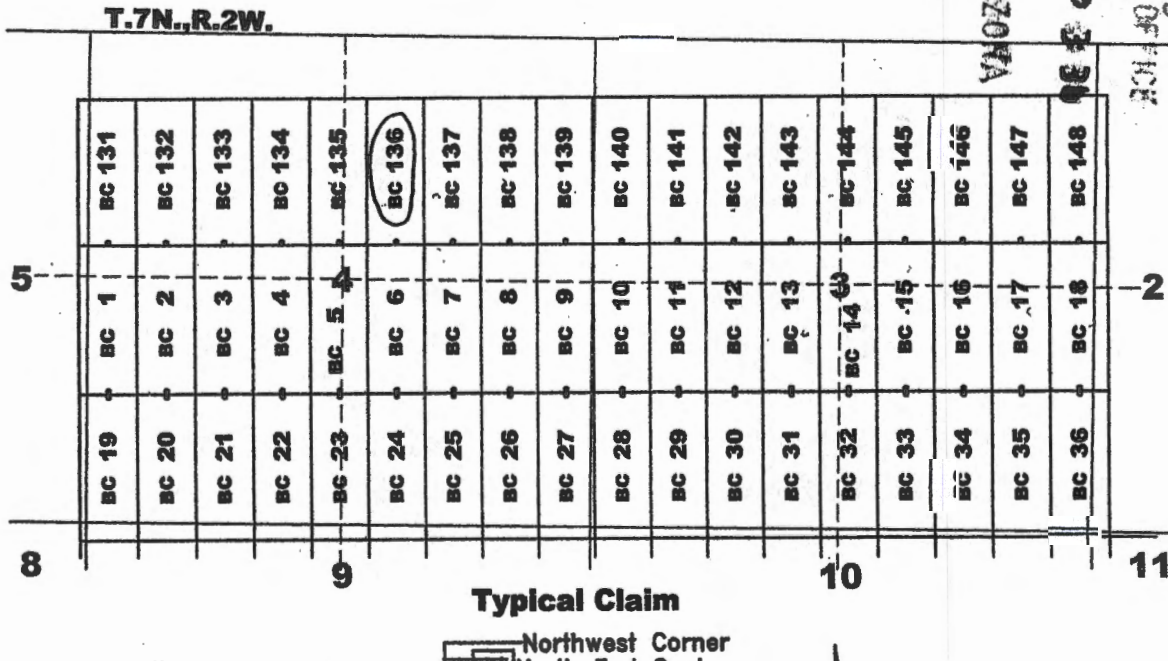 T.7N.,R.2W.
ZONA
OFFICE
BC 131 BC 132 BC 133 BC 134 BC 135 BC 136 BC 137 BC 138 BC 139 BC 140 BC 141 BC 142 BC 143 BC 144 BC 145 BC 146 BC 147 BC 148
5 4 3 2
BC 1 BC 2 BC 3 BC 4 BC 5 BC 6 BC 7 BC 8 BC 9 BC 10 BC 11 BC 12 BC 13 BC 14 BC 15 BC 16 BC 17 BC 18
BC 19 BC 20 BC 21 BC 22 BC 23 BC 24 BC 25 BC 26 BC 27 BC 28 BC 29 BC 30 BC 31 BC 32 BC 33 BC 34 BC 35 BC 36
8 9 10 11
Typical Claim
Northwest Corner